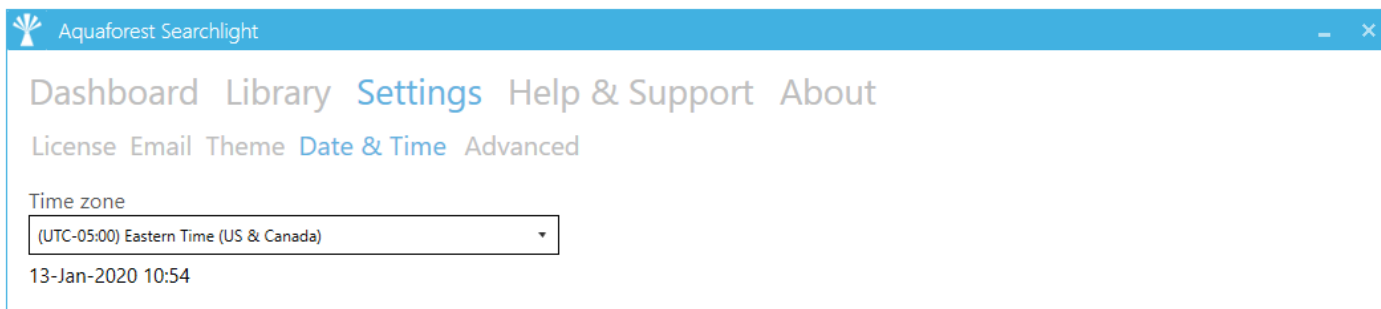 Aquaforest Searchlight
Dashboard Library Settings Help & Support About
License Email Theme Date & Time Advanced
Time zone
(UTC-05:00) Eastern Time (US & Canada)
13-Jan-2020 10:54